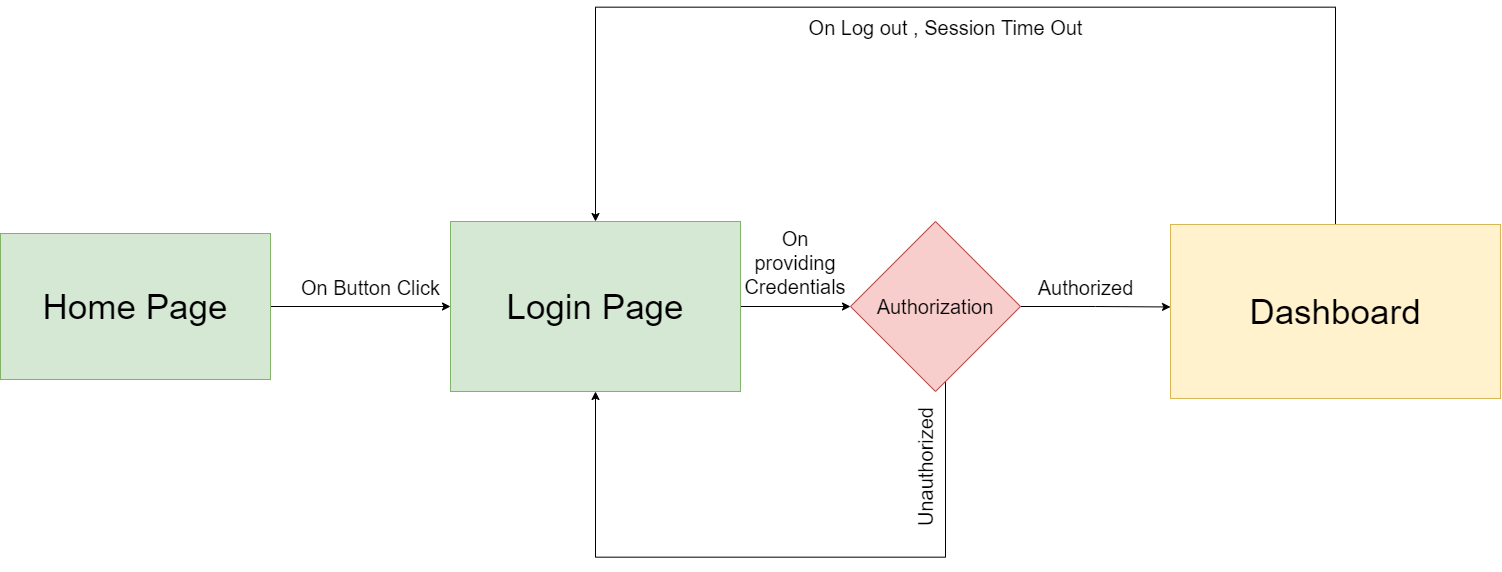 On Log out , Session Time Out
Home Page
On Button Click
Login Page
On
providing
Credentials
Authorization
Authorized
Dashboard
Unauthorized